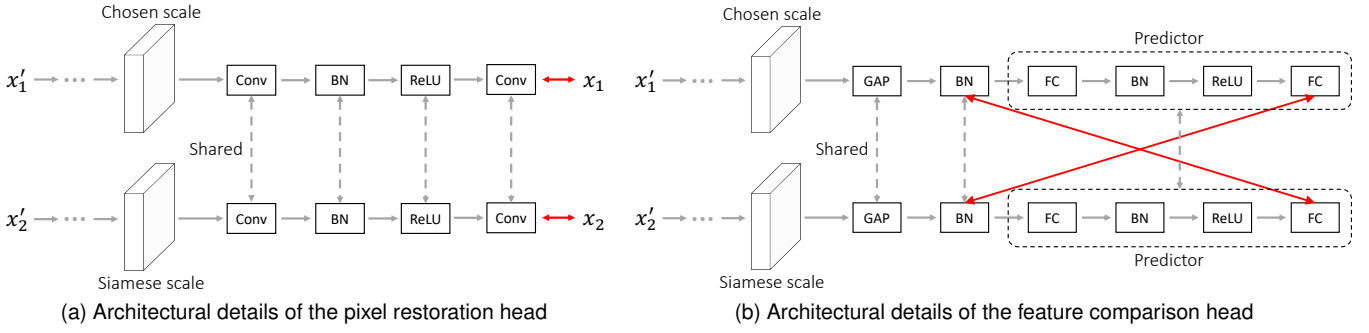 Chosen scale
x′₁ ··· Conv BN ReLU Conv x₁
Shared
x′₂ ··· Conv BN ReLU Conv x₂
Siamese scale
(a) Architectural details of the pixel restoration head
Chosen scale
Predictor
x′₁ ··· GAP BN FC BN ReLU FC
Shared
x′₂ ··· GAP BN FC BN ReLU FC
Predictor
Siamese scale
(b) Architectural details of the feature comparison head